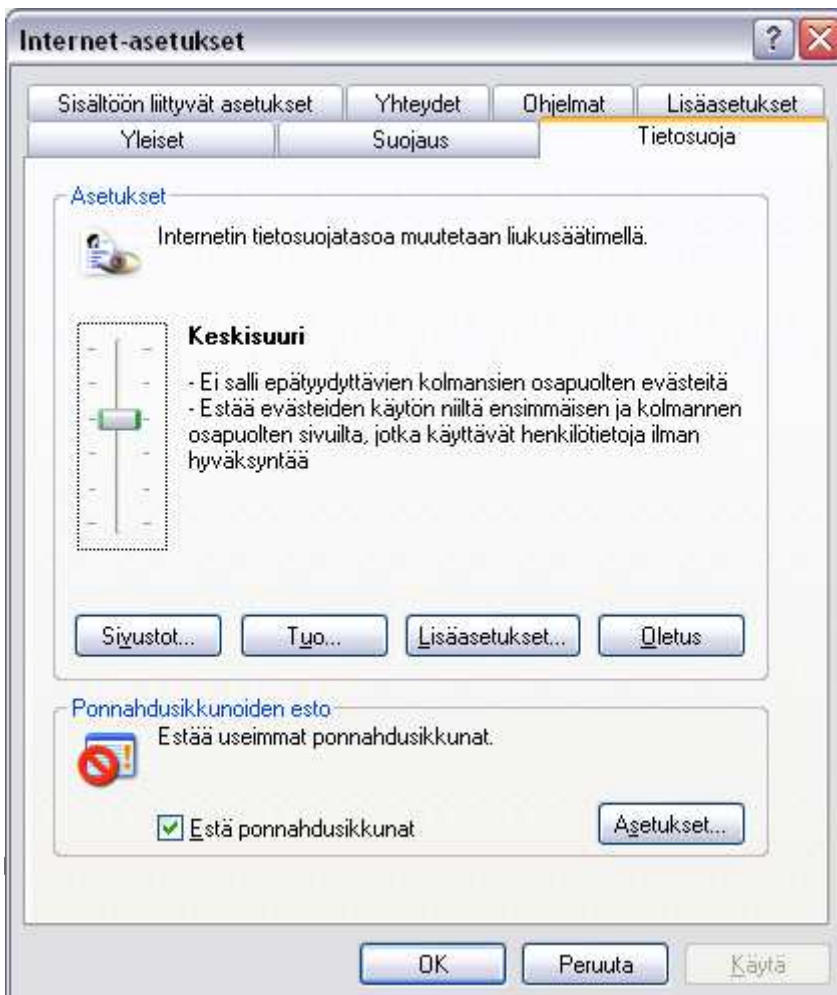 Internet-asetukset
Sisältöön liittyvät asetukset Yhteydet Ohjelmat Lisäasetukset
Yleiset Suojaus Tietosuoja
Asetukset
Internetin tietosuojatasoa muutetaan liukusäätimellä.
Keskisuuri
- Ei salli epätyydyttävien kolmansien osapuolten evästeitä
- Estää evästeiden käytön niiltä ensimmäisen ja kolmannen
osapuolten sivuilta, jotka käyttävät henkilötietoja ilman
hyväksyntää
Sivustot... Tuo... Lisäasetukset... Oletus
Ponnahdusikkunoiden esto
Estää useimmat ponnahdusikkunat.
Estä ponnahdusikkunat Asetukset...
OK Peruuta Käytä